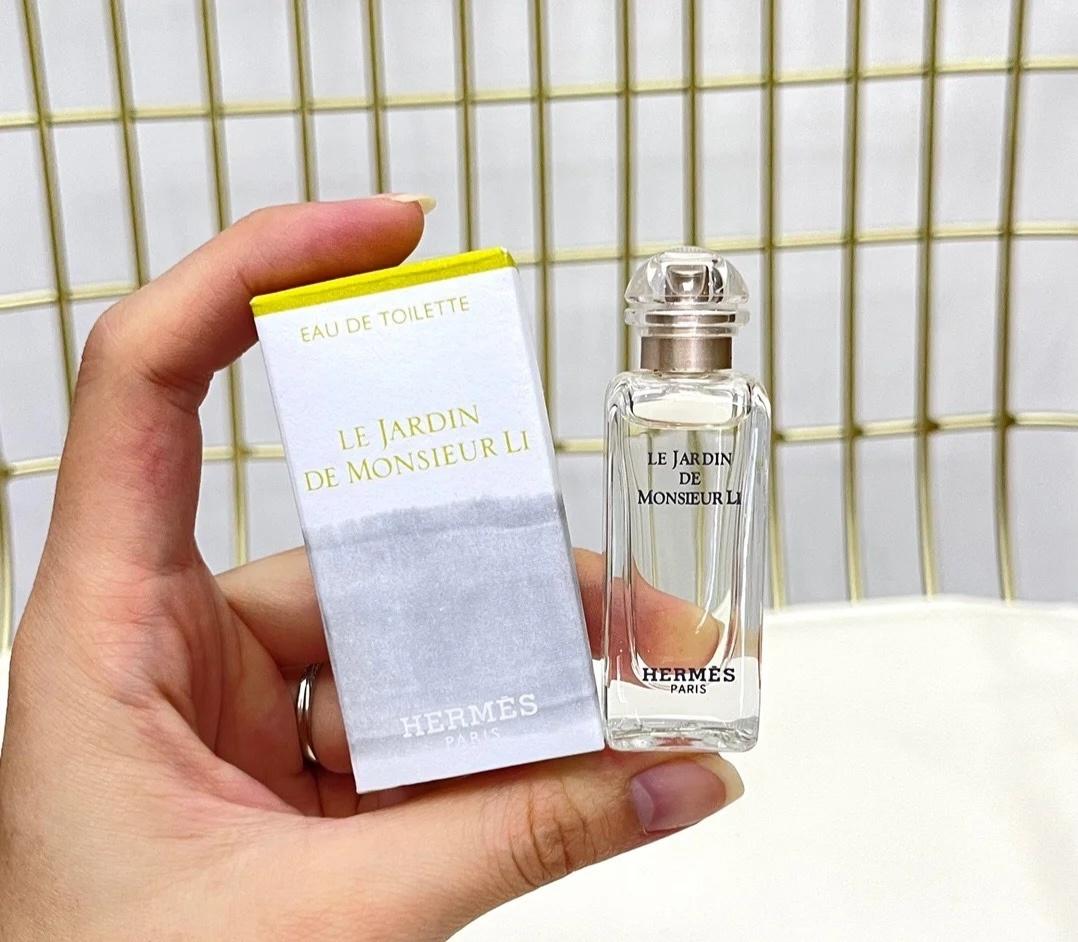 EAU DE TOILETTE
LE JARDIN
DE MONSIEUR LI
HERMÈS
PARIS
LE JARDIN
DE
MONSIEUR LI
HERMÈS
PARIS